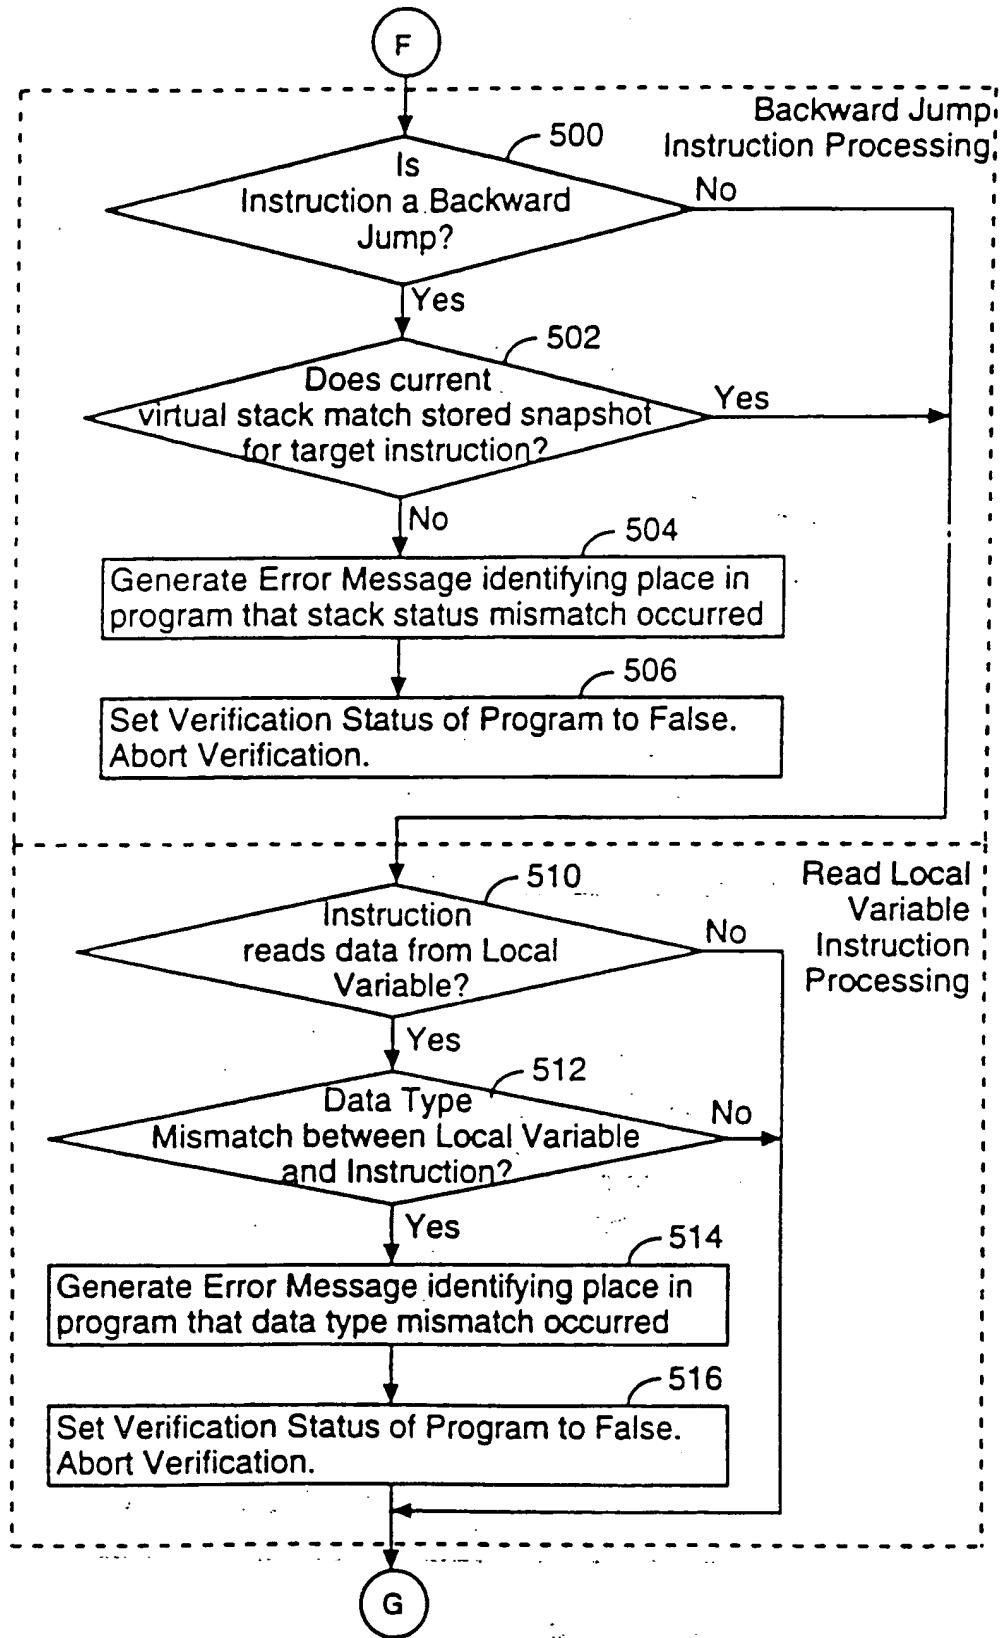 F
Backward Jump
Instruction Processing
500
Is
Instruction a Backward
Jump?
No
Yes
502
Does current
virtual stack match stored snapshot
for target instruction?
Yes
No
504
Generate Error Message identifying place in
program that stack status mismatch occurred
506
Set Verification Status of Program to False.
Abort Verification.
Read Local
Variable
Instruction
Processing
510
Instruction
reads data from Local
Variable?
No
Yes
512
Data Type
Mismatch between Local Variable
and Instruction?
No
Yes
514
Generate Error Message identifying place in
program that data type mismatch occurred
516
Set Verification Status of Program to False.
Abort Verification.
G